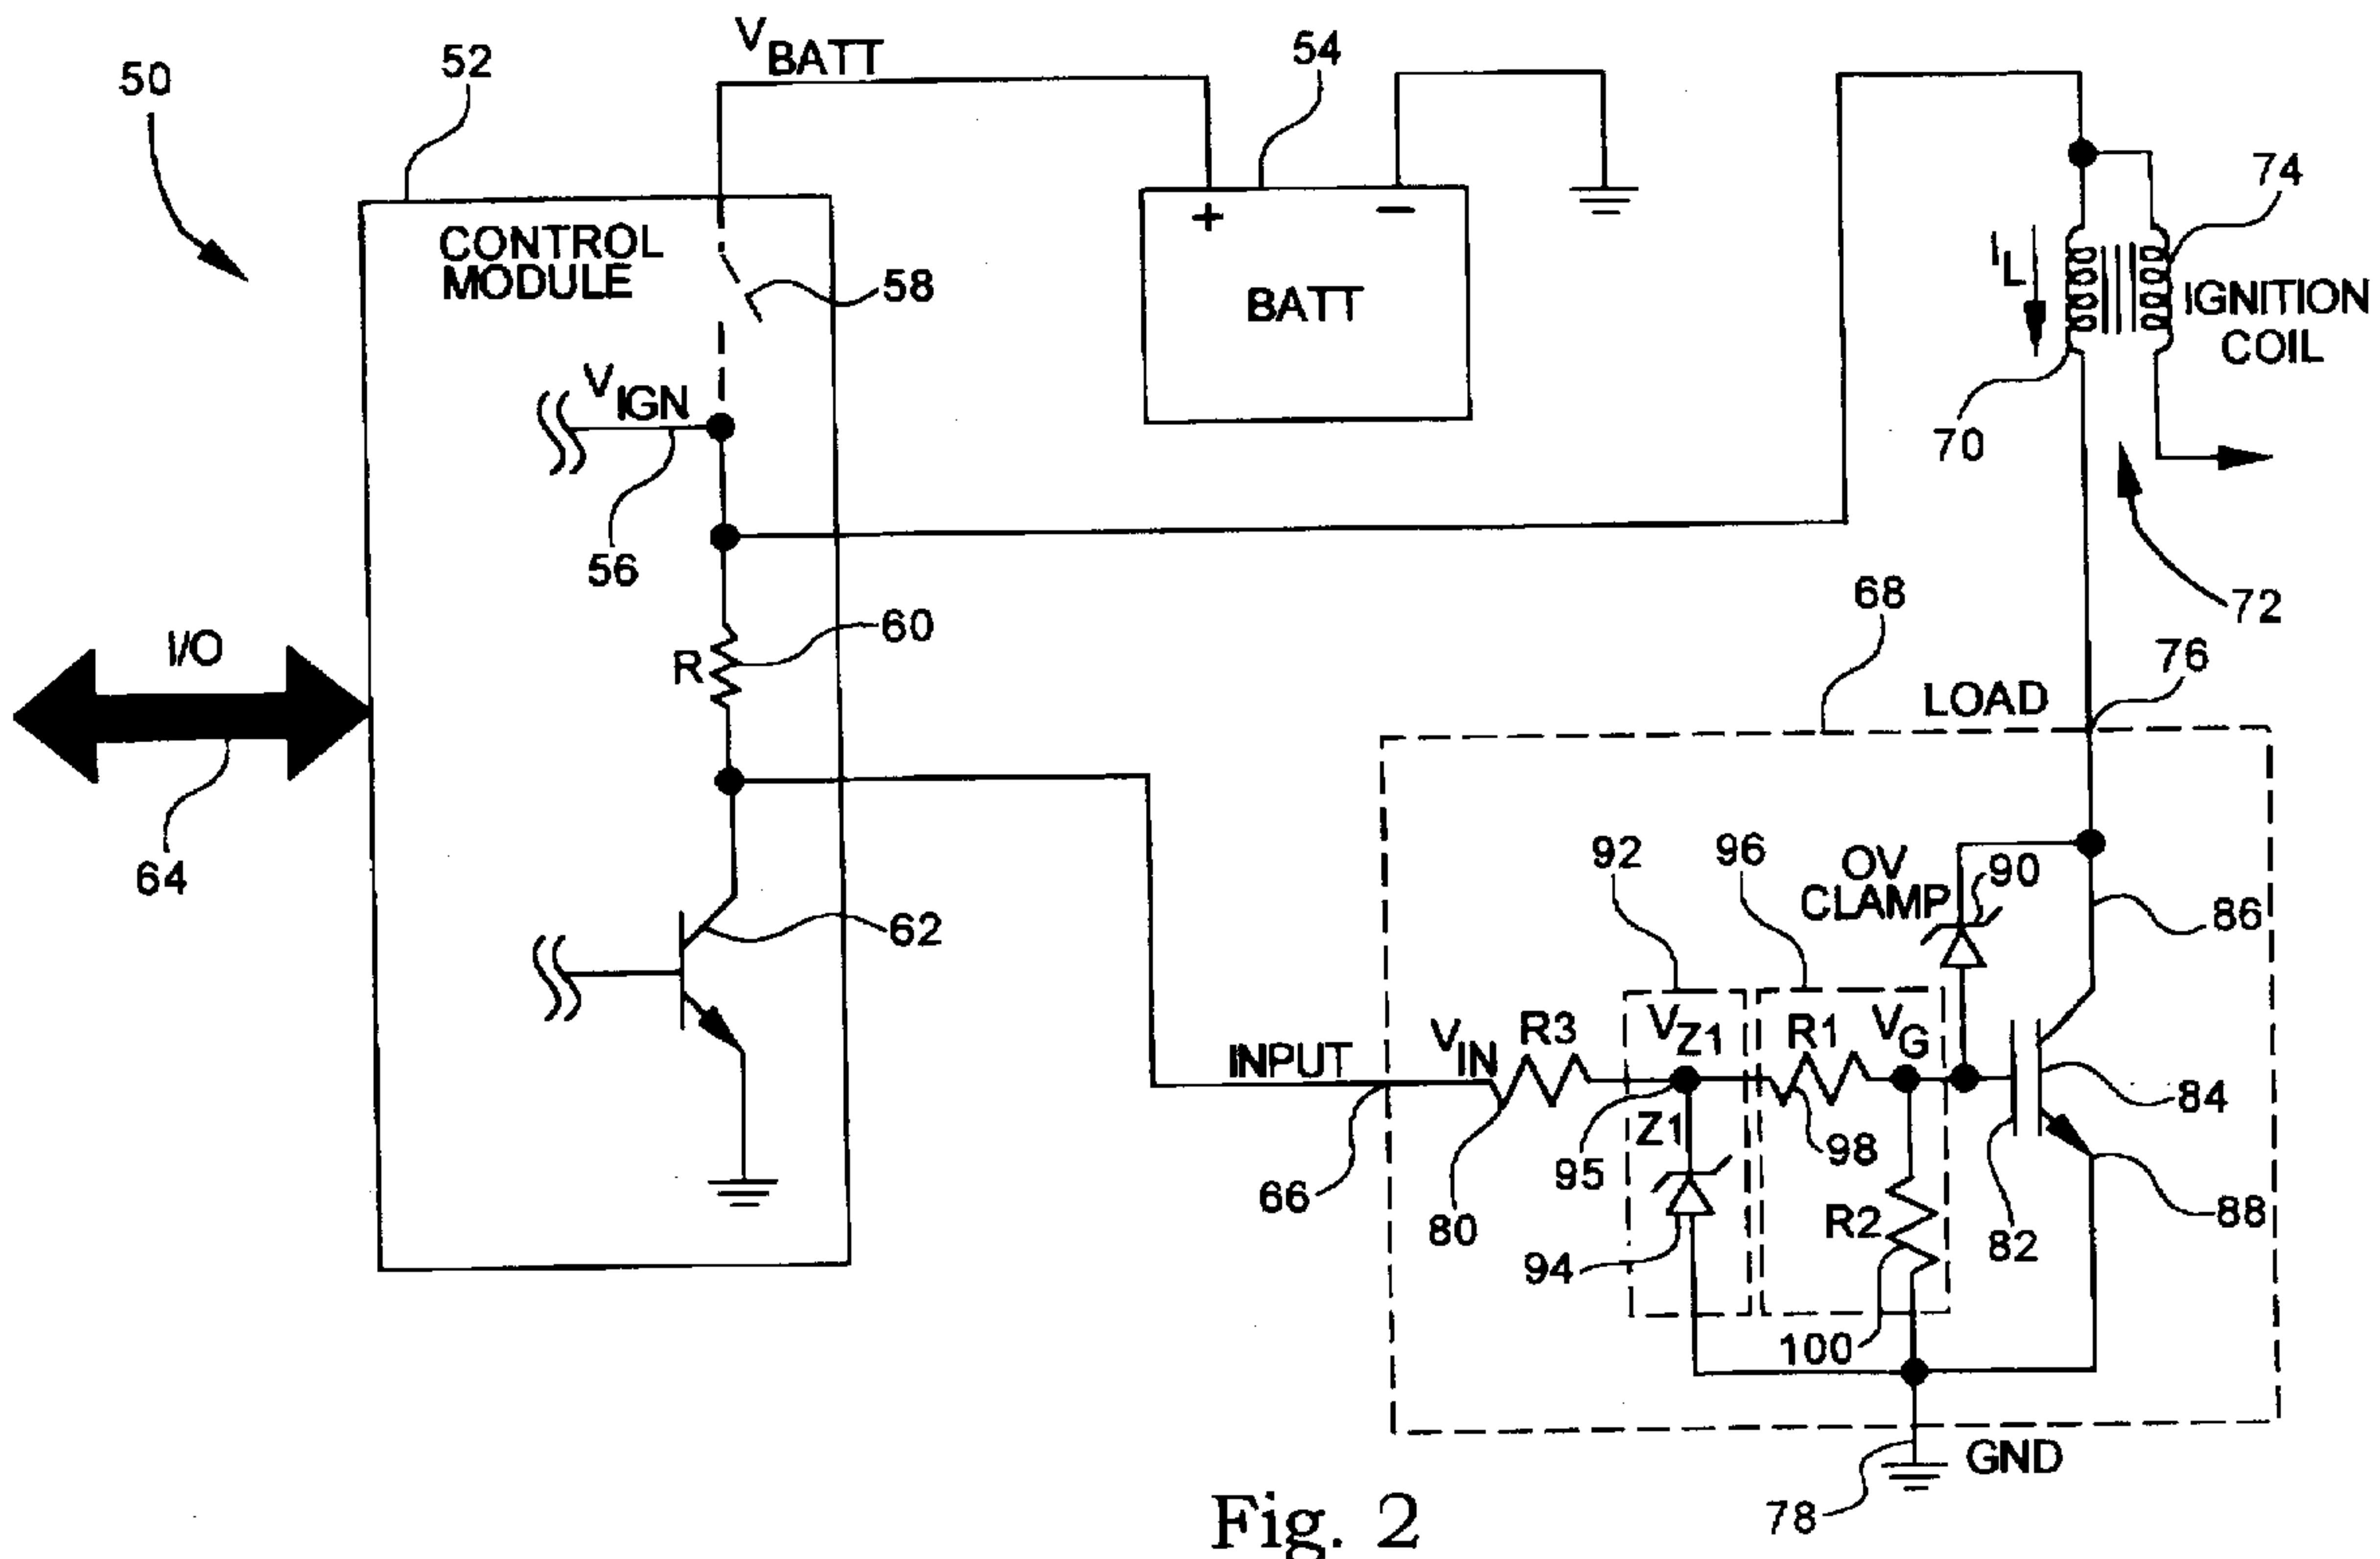 V BATT
52
54
50
74
CONTROL
MODULE
+
−
58
IL
BATT
IGNITION
COIL
V IGN
70
56
68
72
60
I/O
R
76
LOAD
64
92
96
OV
CLAMP
90
62
86
VIN
R3
VZ1
R1
VG
INPUT
84
Z1
98
95
66
80
R2
88
94
82
100
GND
78
Fig. 2